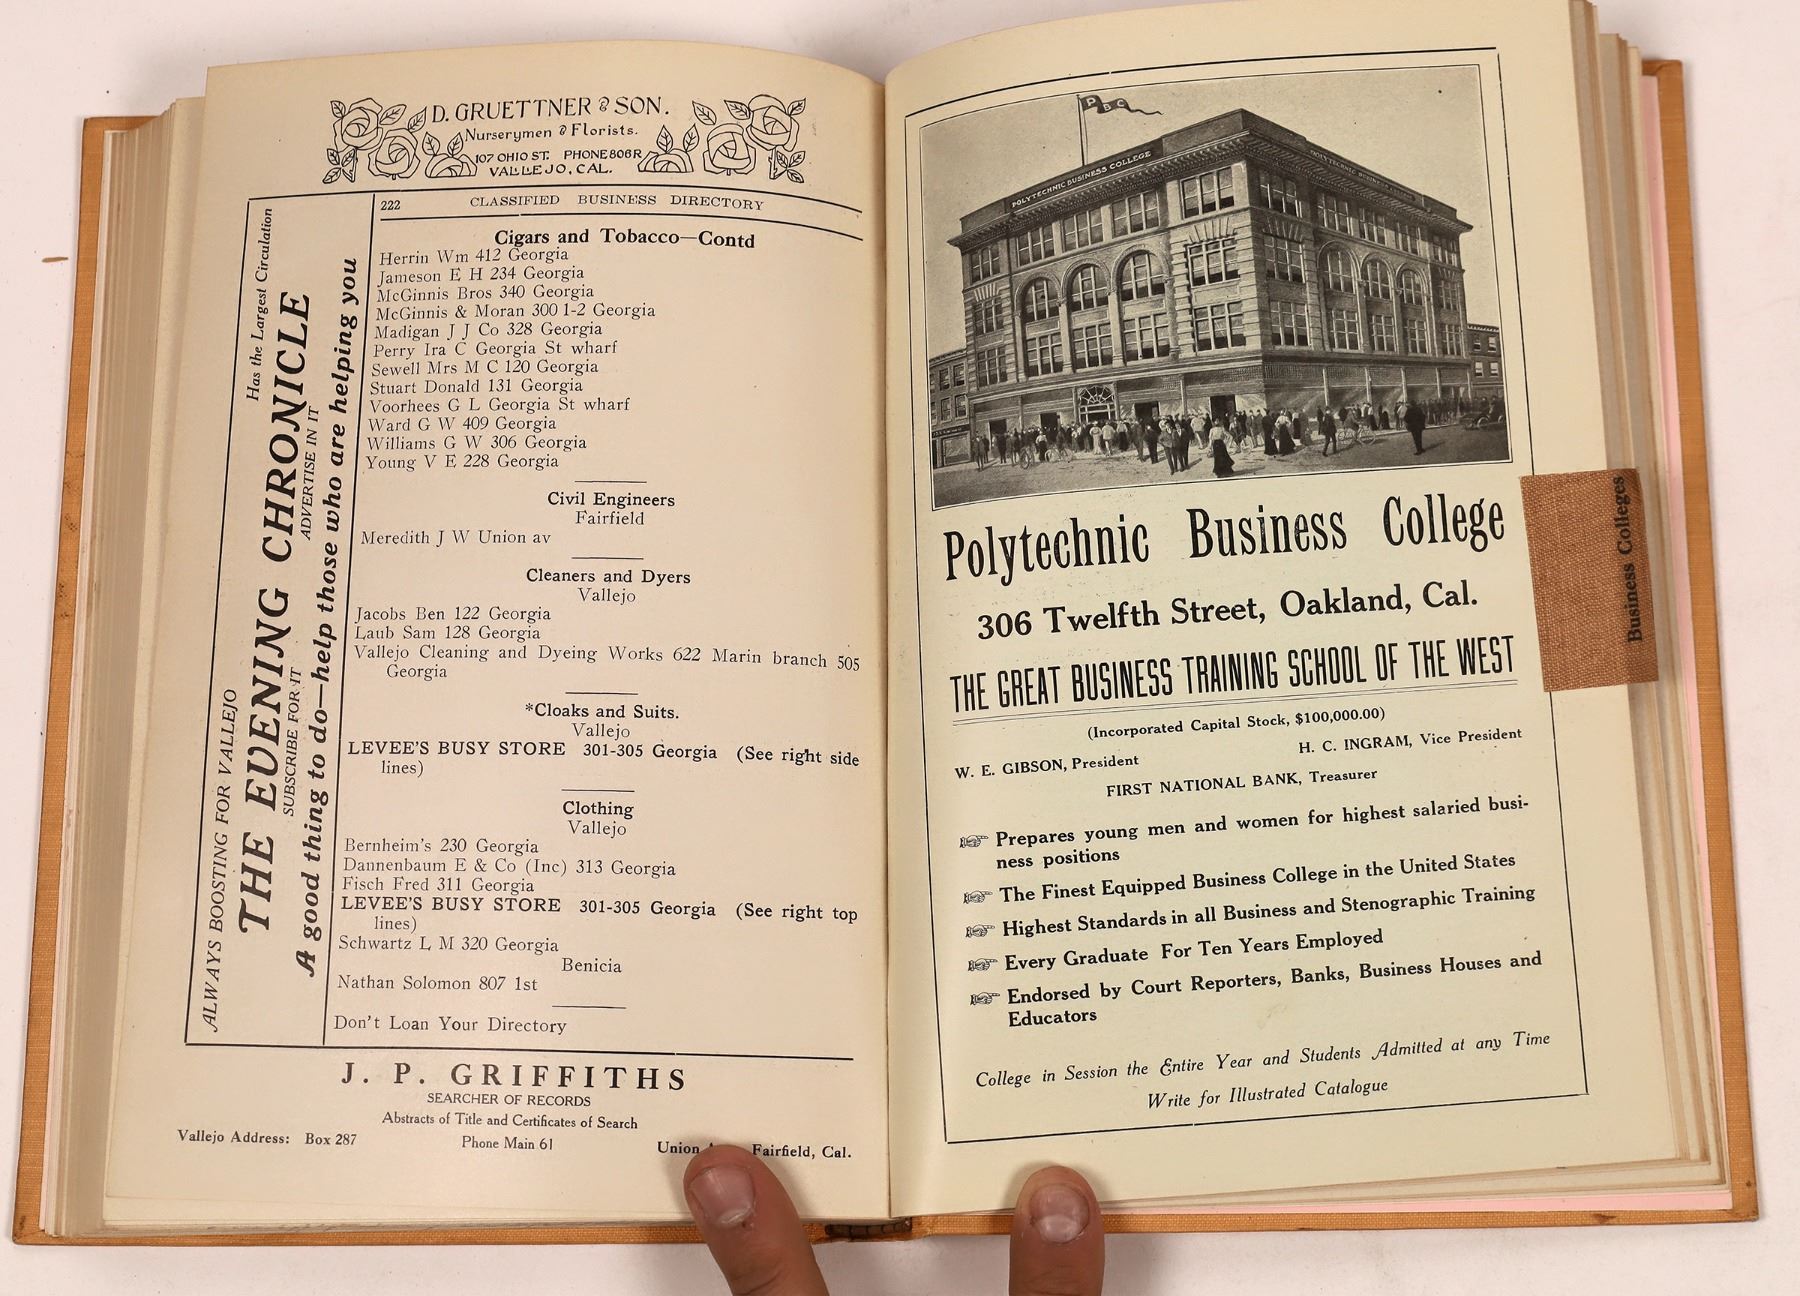 D. GRUETTNER & SON.
Nurserymen & Florists.
107 OHIO ST. PHONE 806R
VALLEJO, CAL.
222 CLASSIFIED BUSINESS DIRECTORY
ALWAYS BOOSTING FOR VALLEJO Has the Largest Circulation
THE EVENING CHRONICLE
SUBSCRIBE FOR IT ADVERTISE IN IT
A good thing to do—help those who are helping you
Cigars and Tobacco—Contd
Herrin Wm 412 Georgia
Jameson E H 234 Georgia
McGinnis Bros 340 Georgia
McGinnis & Moran 300 1-2 Georgia
Madigan J J Co 328 Georgia
Perry Ira C Georgia St wharf
Sewell Mrs M C 120 Georgia
Stuart Donald 131 Georgia
Voorhees G L Georgia St wharf
Ward G W 409 Georgia
Williams G W 306 Georgia
Young V E 228 Georgia
Civil Engineers
Fairfield
Meredith J W Union av
Cleaners and Dyers
Vallejo
Jacobs Ben 122 Georgia
Laub Sam 128 Georgia
Vallejo Cleaning and Dyeing Works 622 Marin branch 505
Georgia
*Cloaks and Suits.
Vallejo
LEVEE'S BUSY STORE 301-305 Georgia (See right side
lines)
Clothing
Vallejo
Bernheim's 230 Georgia
Dannenbaum E & Co (Inc) 313 Georgia
Fisch Fred 311 Georgia
LEVEE'S BUSY STORE 301-305 Georgia (See right top
lines)
Schwartz L M 320 Georgia
Benicia
Nathan Solomon 807 1st
Don't Loan Your Directory
J. P. GRIFFITHS
SEARCHER OF RECORDS
Abstracts of Title and Certificates of Search
Vallejo Address: Box 287 Phone Main 61 Union Fairfield, Cal.
PBC
POLYTECHNIC BUSINESS COLLEGE
POLYTECHNIC BUSINESS
Polytechnic Business College
306 Twelfth Street, Oakland, Cal.
THE GREAT BUSINESS TRAINING SCHOOL OF THE WEST
(Incorporated Capital Stock, $100,000.00)
W. E. GIBSON, President H. C. INGRAM, Vice President
FIRST NATIONAL BANK, Treasurer
Prepares young men and women for highest salaried busi-
ness positions
The Finest Equipped Business College in the United States
Highest Standards in all Business and Stenographic Training
Every Graduate For Ten Years Employed
Endorsed by Court Reporters, Banks, Business Houses and
Educators
College in Session the Entire Year and Students Admitted at any Time
Write for Illustrated Catalogue
Business Colleges